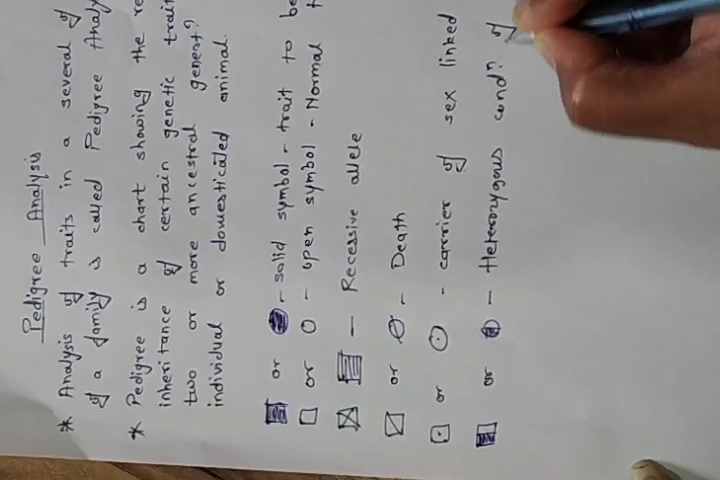 Pedigree Analysis
* Analysis of traits in a several of
of a family is called Pedigree Analy
* Pedigree is a chart showing the re
inheritance of certain genetic trait
two or more ancestral genest?
individual or domesticated animal.
or - solid symbol - trait to be
or - open symbol - Normal
- Recessive allele
or - Death
or - carrier of sex linked
or - Heterozygous condn of